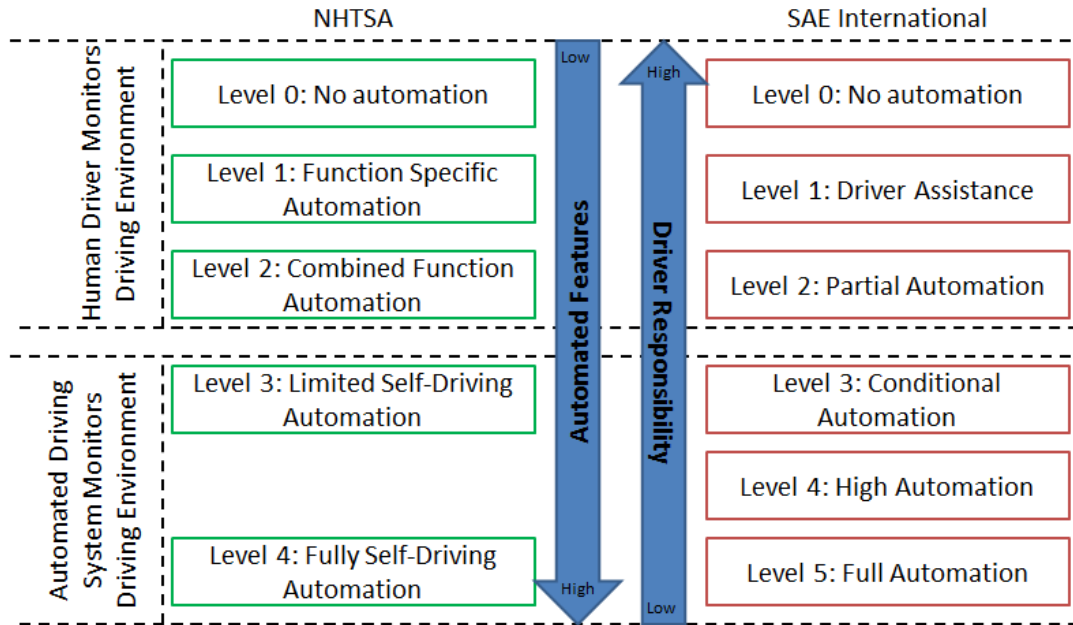 NHTSA
SAE International
Human Driver Monitors
Driving Environment
Level 0: No automation
Level 1: Function Specific
Automation
Level 2: Combined Function
Automation
Low
High
Automated Features
Driver Responsibility
Level 0: No automation
Level 1: Driver Assistance
Level 2: Partial Automation
Automated Driving
System Monitors
Driving Environment
Level 3: Limited Self-Driving
Automation
Level 4: Fully Self-Driving
Automation
High
Low
Level 3: Conditional
Automation
Level 4: High Automation
Level 5: Full Automation